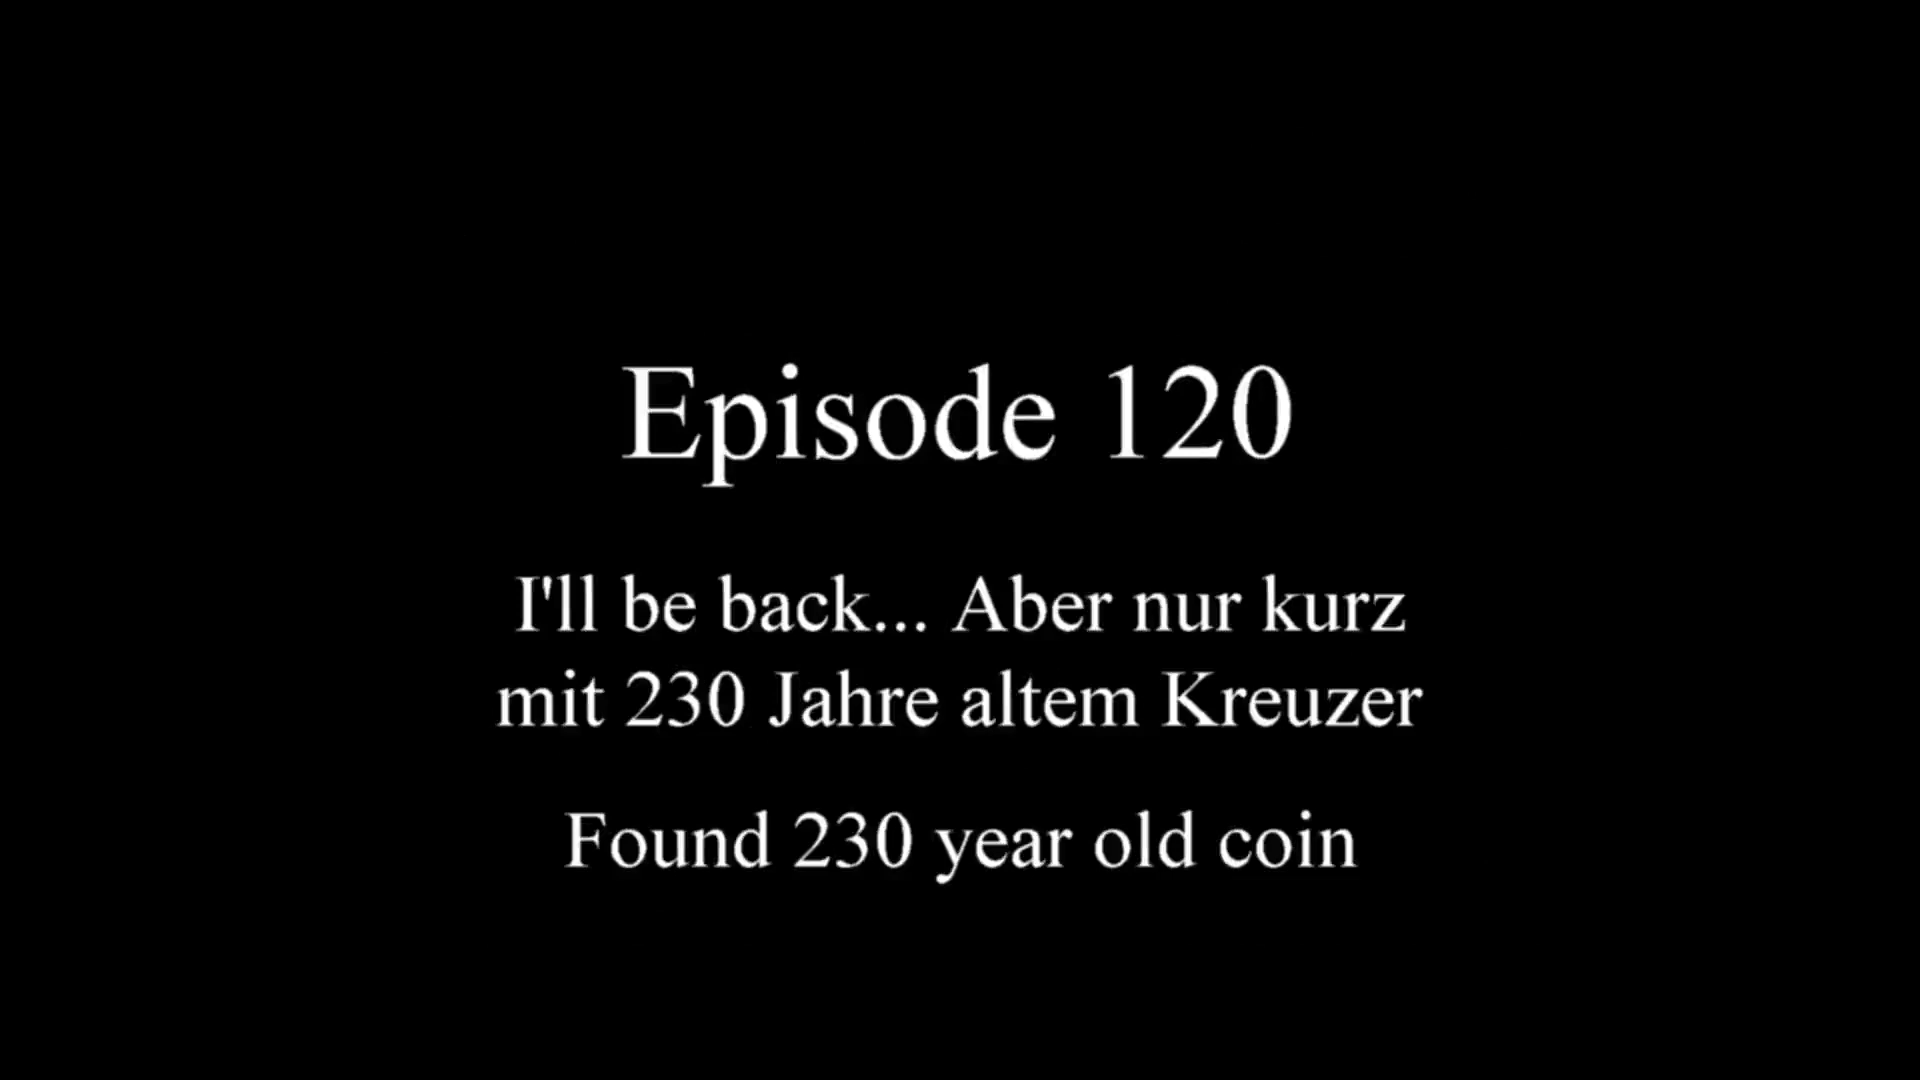 Episode 120
I'll be back... Aber nur kurz
mit 230 Jahre altem Kreuzer
Found 230 year old coin